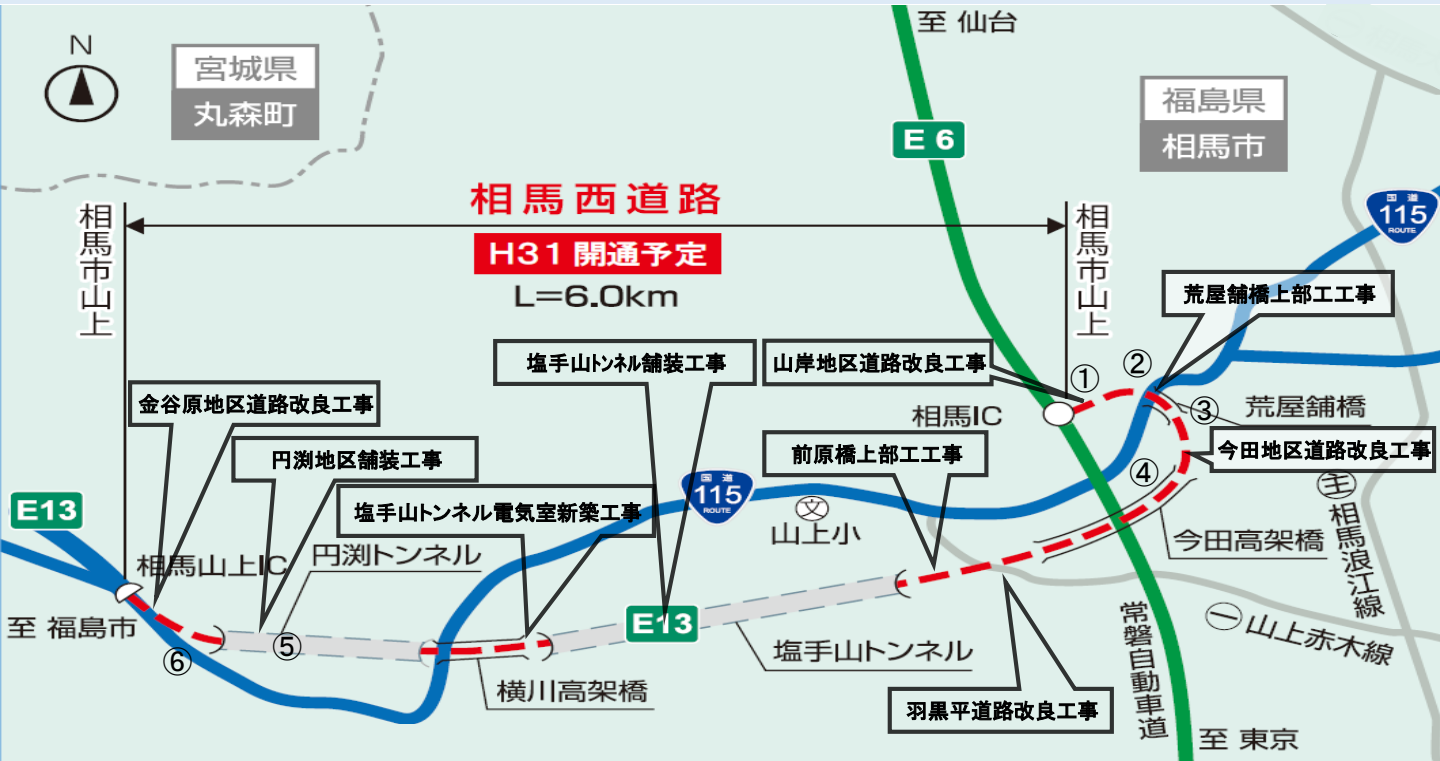 N
宮城県
丸森町
至 仙台
E 6
福島県
相馬市
国道
115
ROUTE
相馬西道路
H31 開通予定
L=6.0km
相馬市山上
相馬市山上
荒屋舗橋上部工工事
塩手山トンネル舗装工事
山岸地区道路改良工事
①
②
③
荒屋舗橋
金谷原地区道路改良工事
相馬IC
円渕地区舗装工事
前原橋上部工工事
今田地区道路改良工事
④
国道
115
ROUTE
文
山上小
主
相馬浪江線
塩手山トンネル電気室新築工事
E13
円渕トンネル
今田高架橋
相馬山上IC
至 福島市
⑥
⑤
E13
塩手山トンネル
横川高架橋
一
山上赤木線
常磐自動車道
羽黒平道路改良工事
至 東京